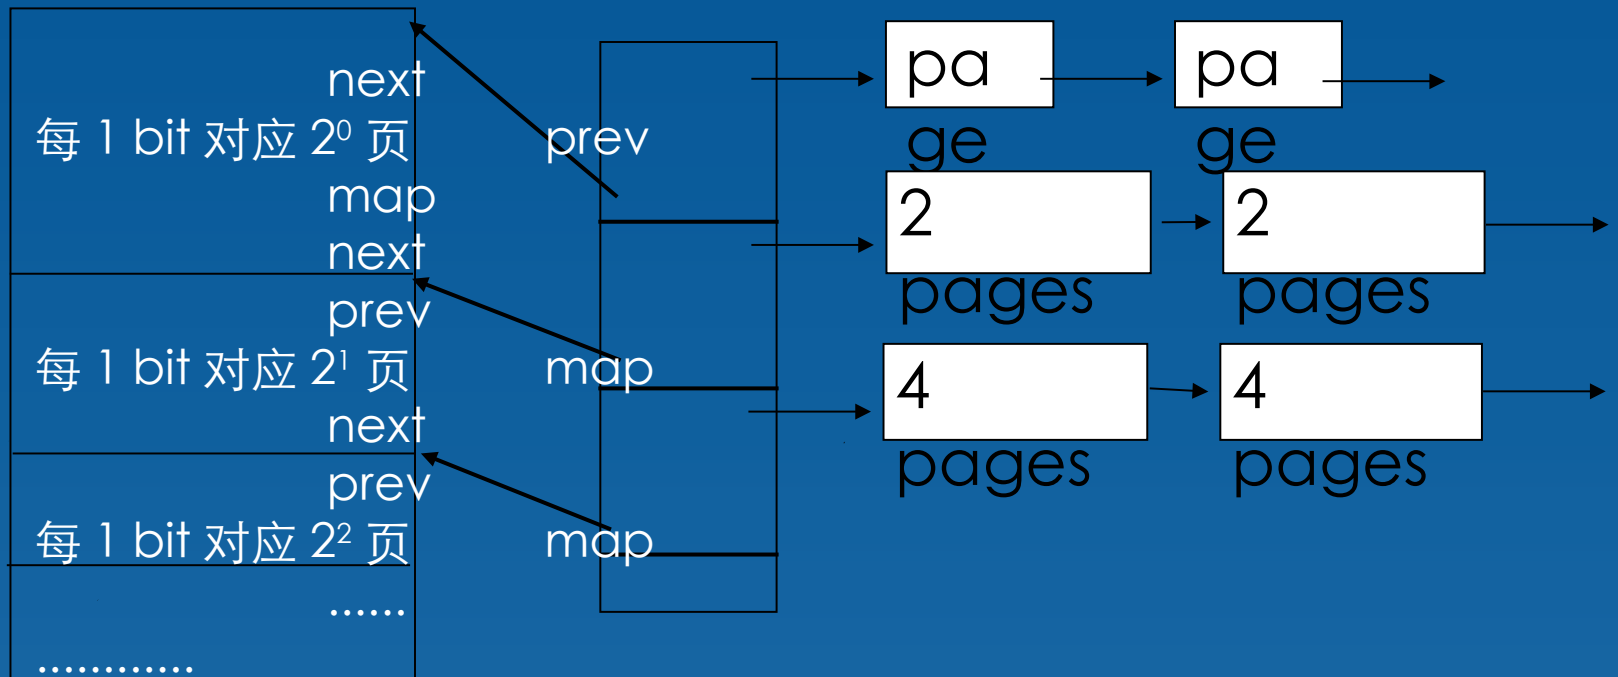 next
每 1 bit 对应 2⁰ 页 prev
map
next
prev
每 1 bit 对应 2¹ 页 map
next
prev
每 1 bit 对应 2² 页 map
......
............
pa
ge
pa
ge
2
pages
2
pages
4
pages
4
pages